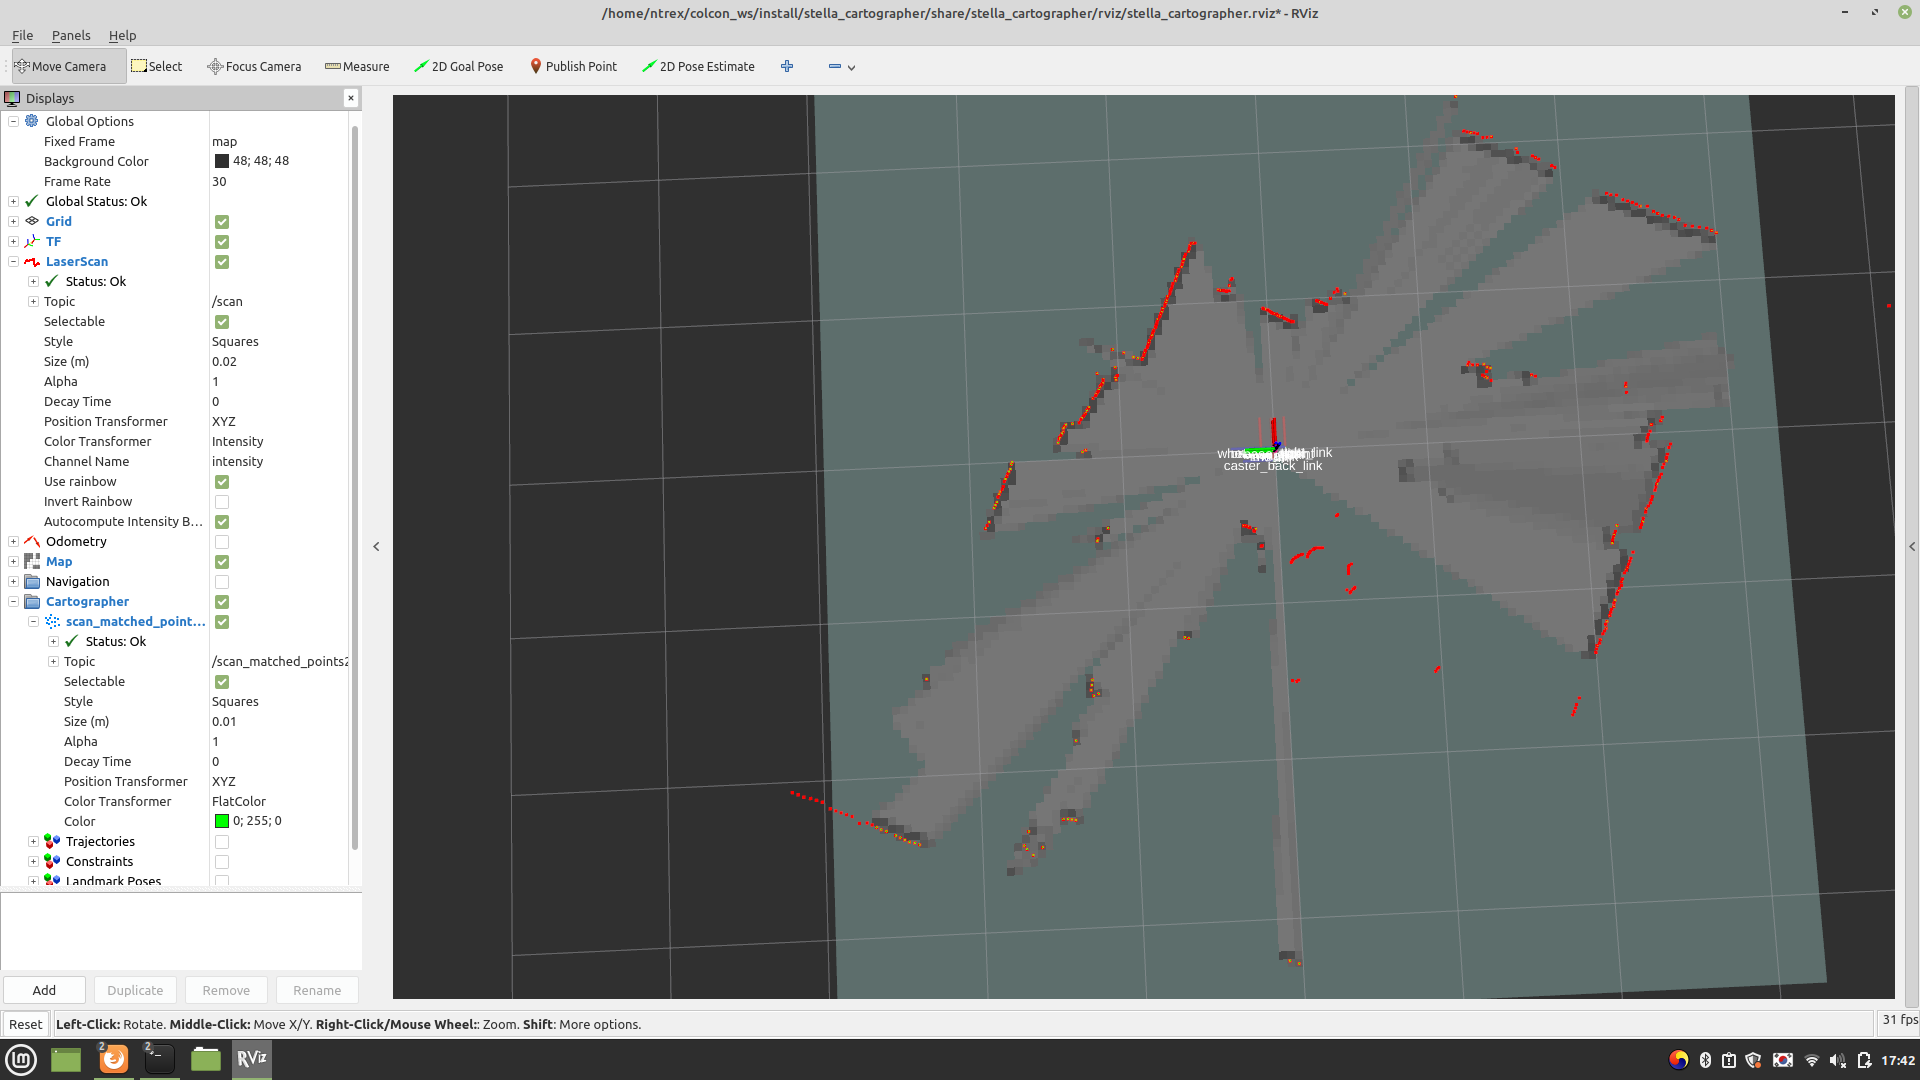 /home/ntrex/colcon_ws/install/stella_cartographer/share/stella_cartographer/rviz/stella_cartographer.rviz* - RViz
File Panels Help
Move Camera Select Focus Camera Measure 2D Goal Pose Publish Point 2D Pose Estimate
Displays
Global Options
Fixed Frame map
Background Color 48; 48; 48
Frame Rate 30
Global Status: Ok
Grid
TF
LaserScan
Status: Ok
Topic /scan
Selectable
Style Squares
Size (m) 0.02
Alpha 1
Decay Time 0
Position Transformer XYZ
Color Transformer Intensity
Channel Name intensity
Use rainbow
Invert Rainbow
Autocompute Intensity B...
Odometry
Map
Navigation
Cartographer
scan_matched_point...
Status: Ok
Topic /scan_matched_points2
Selectable
Style Squares
Size (m) 0.01
Alpha 1
Decay Time 0
Position Transformer XYZ
Color Transformer FlatColor
Color 0; 255; 0
Trajectories
Constraints
Landmark Poses
caster_back_link
Add Duplicate Remove Rename
Reset Left-Click: Rotate. Middle-Click: Move X/Y. Right-Click/Mouse Wheel:: Zoom. Shift: More options. 31 fps
2 2 RViz 17:42